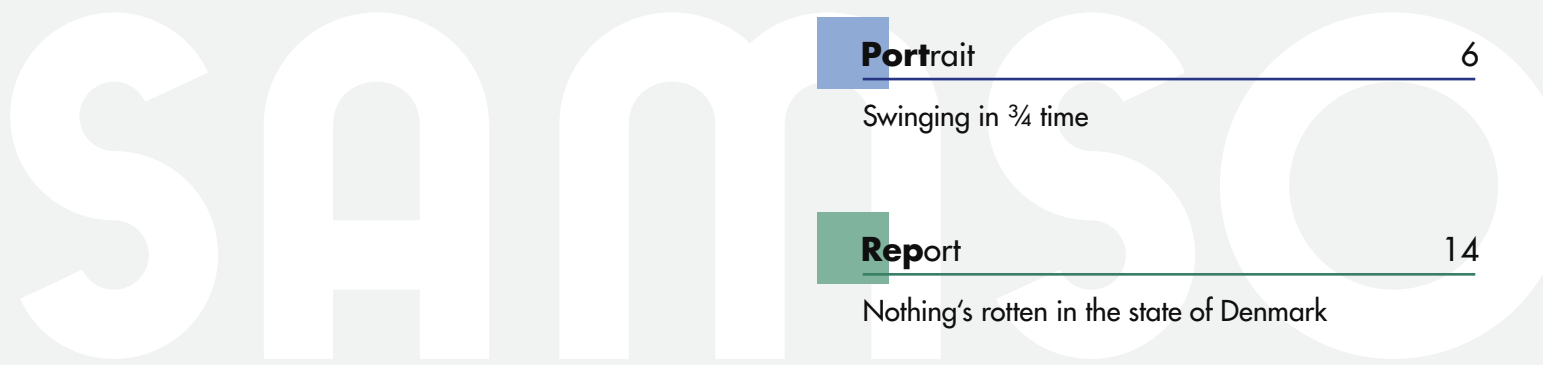 SAMSO
Portrait 6
Swinging in ¾ time
Report 14
Nothing's rotten in the state of Denmark